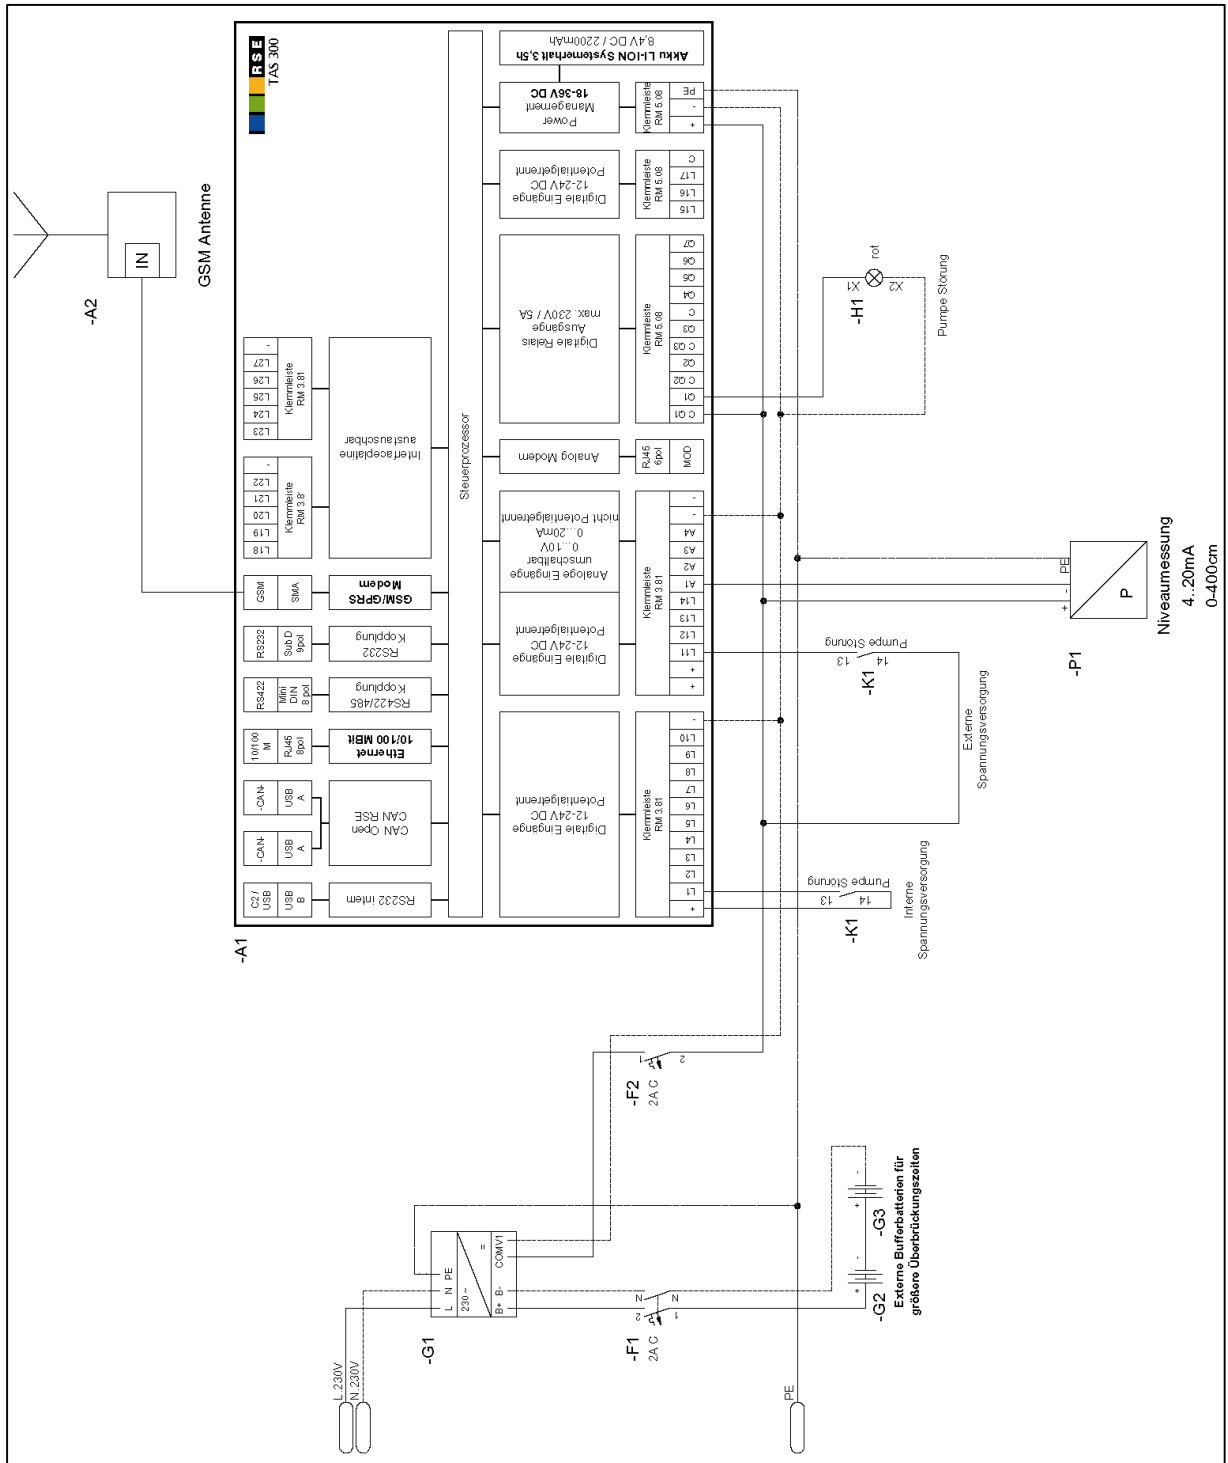 RSE
TAS 300
Akku LI-ION Systemerhalt 3,5h
8,4V DC / 2200mAh
Power
Management
18-36V DC
Klemmleiste
RM 5.08
PE
-
+
Digitale Eingänge
12-24V DC
Potentialgetrennt
Klemmleiste
RM 5.08
C
L17
L16
L15
Digitale Relais
Ausgänge
max. 230V / 5A
Klemmleiste
RM 5.08
Q7
Q6
Q5
Q4
C
Q3
C Q3
Q2
C Q2
Q1
C Q1
Analog Modem
RJ45
6pol
MOD
Analoge Eingänge
umschaltbar
0...10V
0...20mA
nicht Potentialgetrennt
Digitale Eingänge
12-24V DC
Potentialgetrennt
Klemmleiste
RM 3.81
-
-
A4
A3
A2
A1
L14
L13
L12
L11
+
+
Digitale Eingänge
12-24V DC
Potentialgetrennt
Klemmleiste
RM 3.81
-
L10
L9
L8
L7
L6
L5
L4
L3
L2
L1
+
Steuerprozessor
Interfaceplatine
austauschbar
Klemmleiste
RM 3.81
-
L27
L26
L25
L24
L23
Klemmleiste
RM 3.8'
-
L22
L21
L20
L19
L18
GSM
SMA
GSM/GPRS
Modem
RS232
Sub D
9pol
RS232
Kopplung
RS422
Mini
DIN
8 pol
RS422/485
Kopplung
10/100
M
RJ45
8pol
Ethernet
10/100 MBit
-CAN-
USB
A
-CAN-
USB
A
CAN Open
CAN RSE
C2 /
USB
USB
B
RS232 intern
-A1
-A2
IN
GSM Antenne
-H1
X1
X2
rot
Pumpe Störung
-P1
P
+
-
PE
Niveaumessung
4..20mA
0-400cm
-K1
13
14
Pumpe Störung
Externe
Spannungsversorgung
-K1
13
14
Pumpe Störung
Interne
Spannungsversorgung
-F2
2A C
1
2
-G1
L N PE
230 ~
=
B+ B- COMV1
-F1
2A C
2
N
1
N
-G2
+
-
-G3
+
-
Externe Bufferbatterien für
größere Überbrückungszeiten
L.230V
N.230V
PE